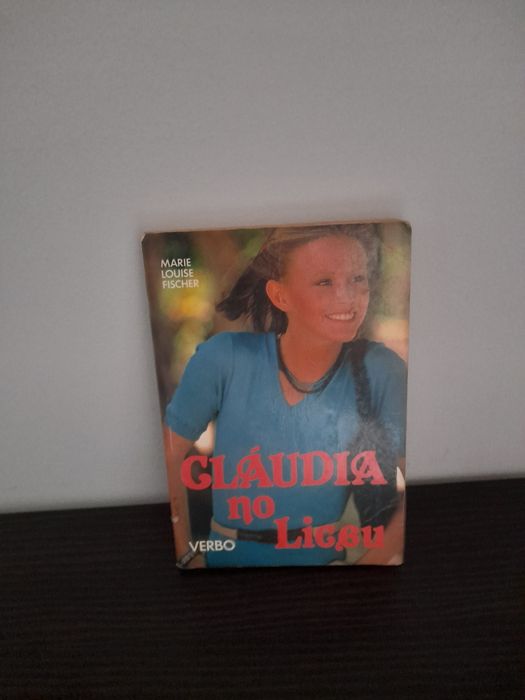 MARIE
LOUISE
FISCHER
CLÁUDIA
no
Liceu
VERBO